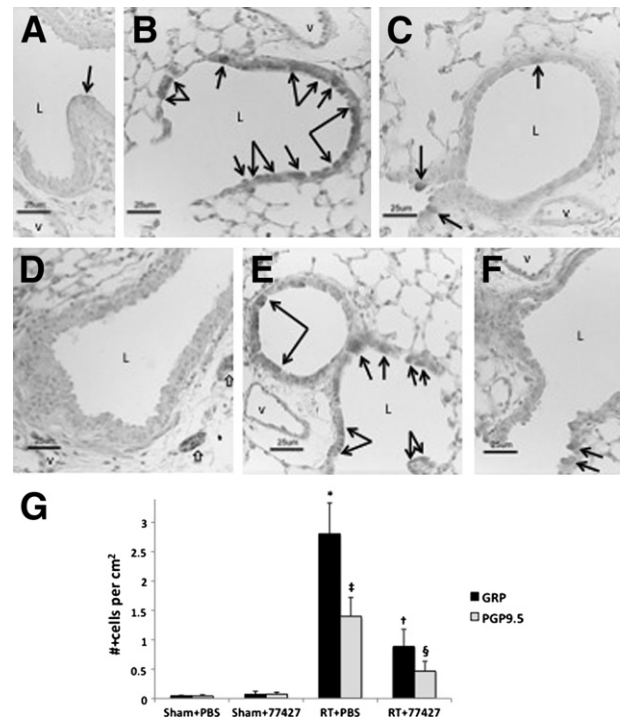 A
B
C
L
V
25um
V
L
25um
L
V
25um
D
E
F
L
V
25um
V
L
25um
V
L
25um
G
#+cells per cm2
3
2.5
2
1.5
1
0.5
0
*
‡
†
§
Sham+PBS Sham+77427 RT+PBS RT+77427
GRP
PGP9.5